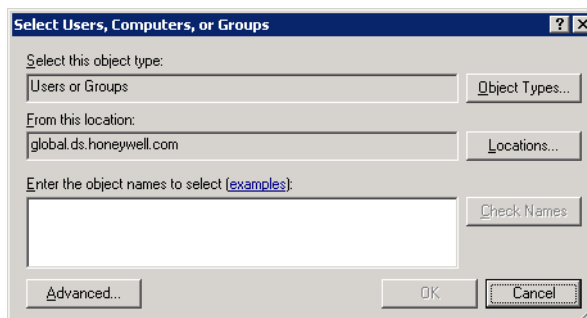 Select Users, Computers, or Groups
Select this object type:
Users or Groups
Object Types...
From this location:
global.ds.honeywell.com
Locations...
Enter the object names to select (examples):
Check Names
Advanced...
OK
Cancel